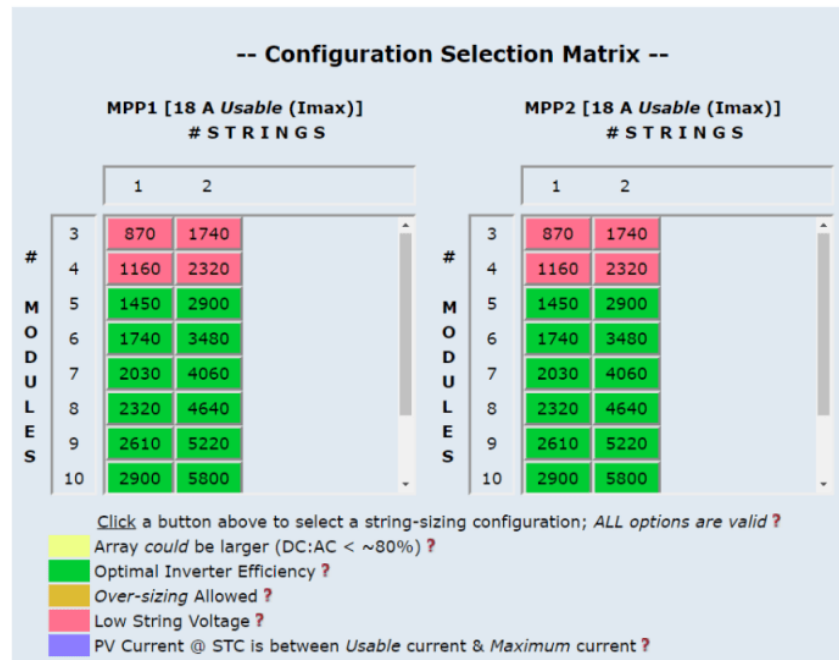 -- Configuration Selection Matrix --
MPP1 [18 A Usable (Imax)]
# S T R I N G S
1 2
# M O D U L E S
3 870 1740
4 1160 2320
5 1450 2900
6 1740 3480
7 2030 4060
8 2320 4640
9 2610 5220
10 2900 5800
MPP2 [18 A Usable (Imax)]
# S T R I N G S
1 2
# M O D U L E S
3 870 1740
4 1160 2320
5 1450 2900
6 1740 3480
7 2030 4060
8 2320 4640
9 2610 5220
10 2900 5800
Click a button above to select a string-sizing configuration; ALL options are valid ?
Array could be larger (DC:AC < ~80%) ?
Optimal Inverter Efficiency ?
Over-sizing Allowed ?
Low String Voltage ?
PV Current @ STC is between Usable current & Maximum current ?